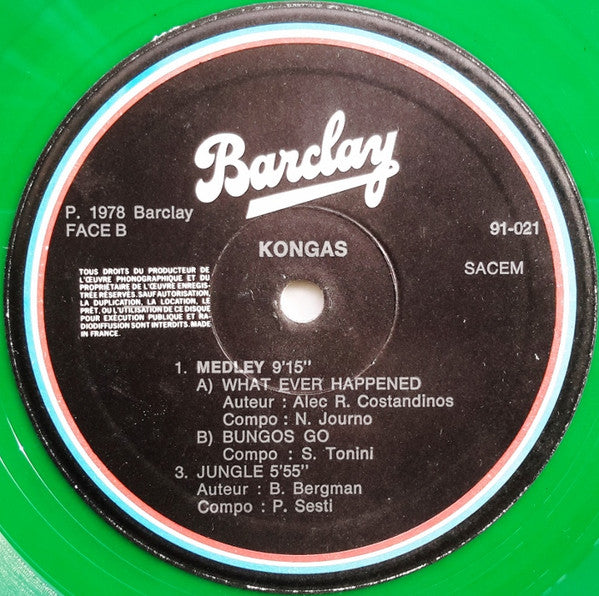 Barclay
P. 1978 Barclay
FACE B
91-021
KONGAS
SACEM
TOUS DROITS DU PRODUCTEUR DE
L'ŒUVRE PHONOGRAPHIQUE ET DU
PROPRIÉTAIRE DE L'ŒUVRE ENREGIS-
TRÉE RÉSERVES. SAUF AUTORISATION,
LA DUPLICATION, LA LOCATION, LE
PRÊT, OU L'UTILISATION DE CE DISQUE
POUR EXÉCUTION PUBLIQUE ET RA-
DIODIFFUSION SONT INTERDITS. MADE
IN FRANCE.
1. MEDLEY 9'15"
A) WHAT EVER HAPPENED
Auteur : Alec R. Costandinos
Compo : N. Journo
B) BUNGOS GO
Compo : S. Tonini
3. JUNGLE 5'55"
Auteur : B. Bergman
Compo : P. Sesti